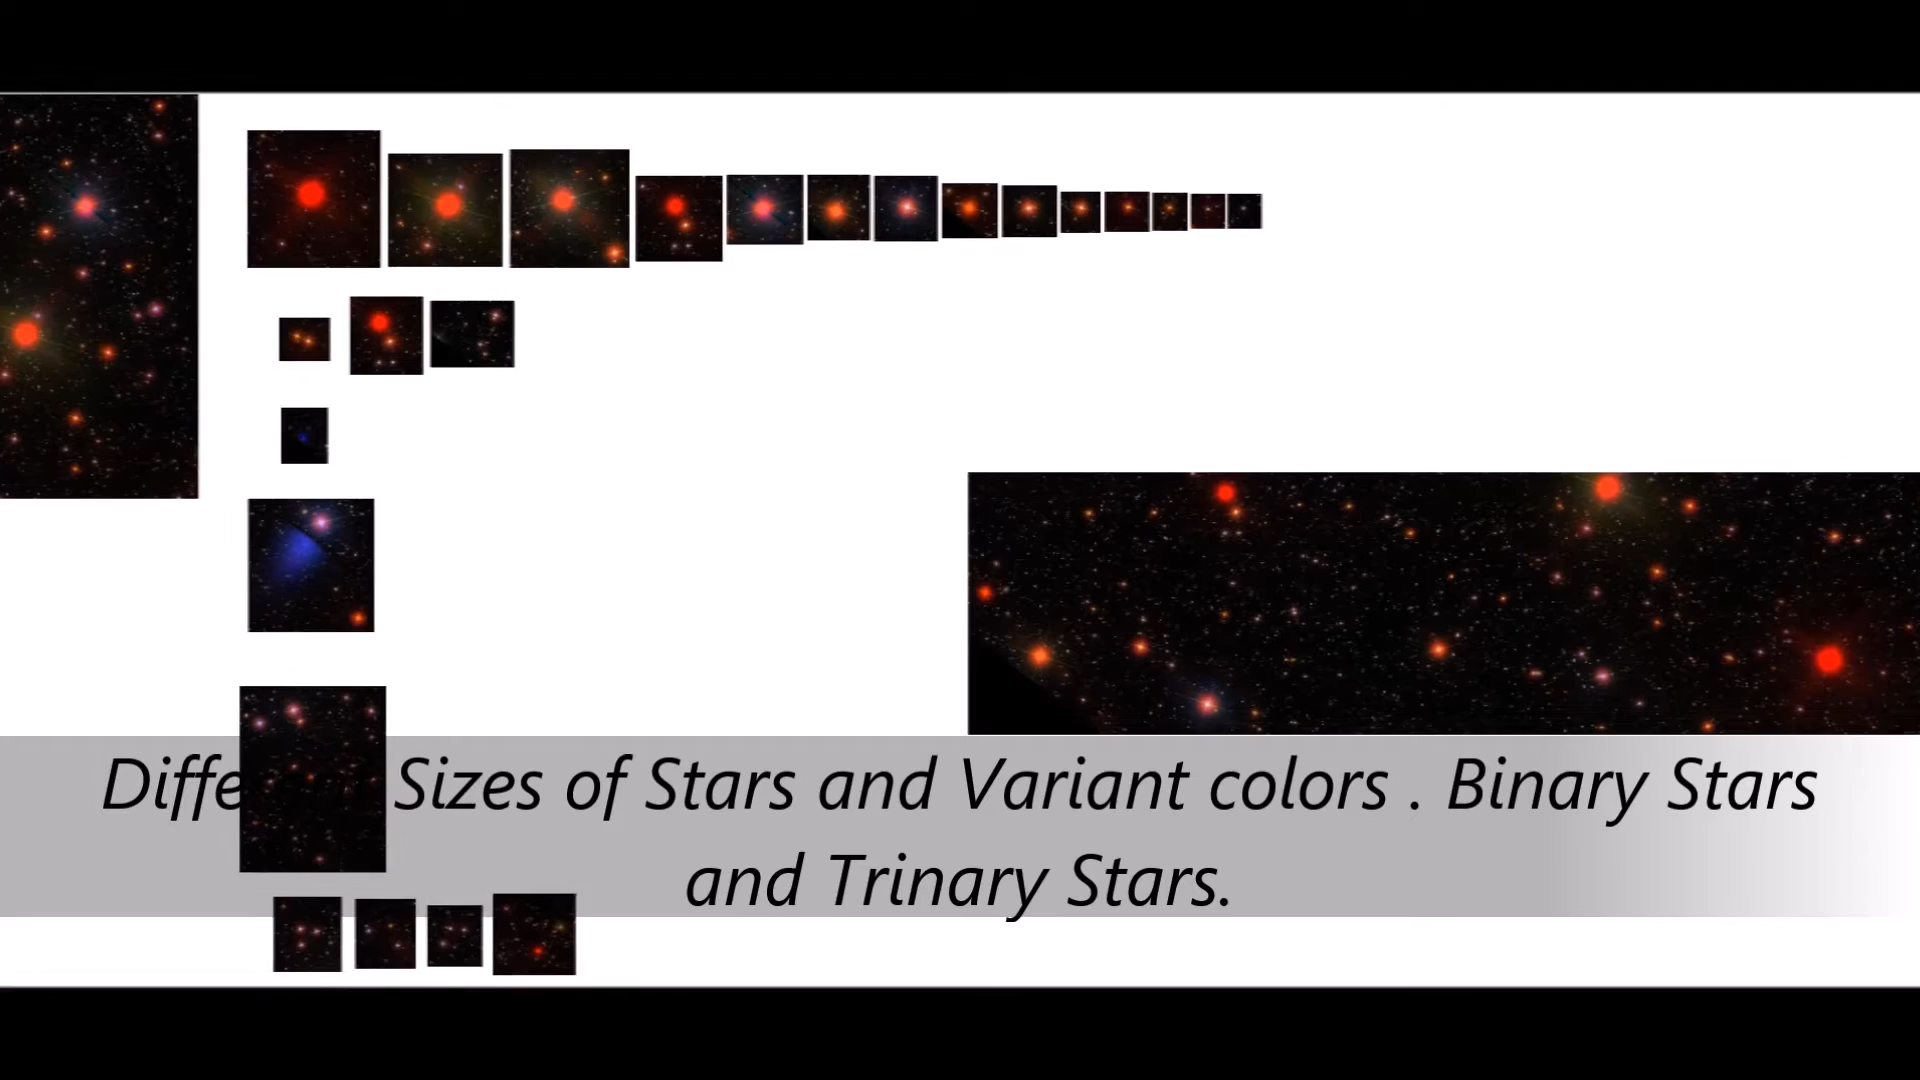 Diffe Sizes of Stars and Variant colors . Binary Stars
and Trinary Stars.